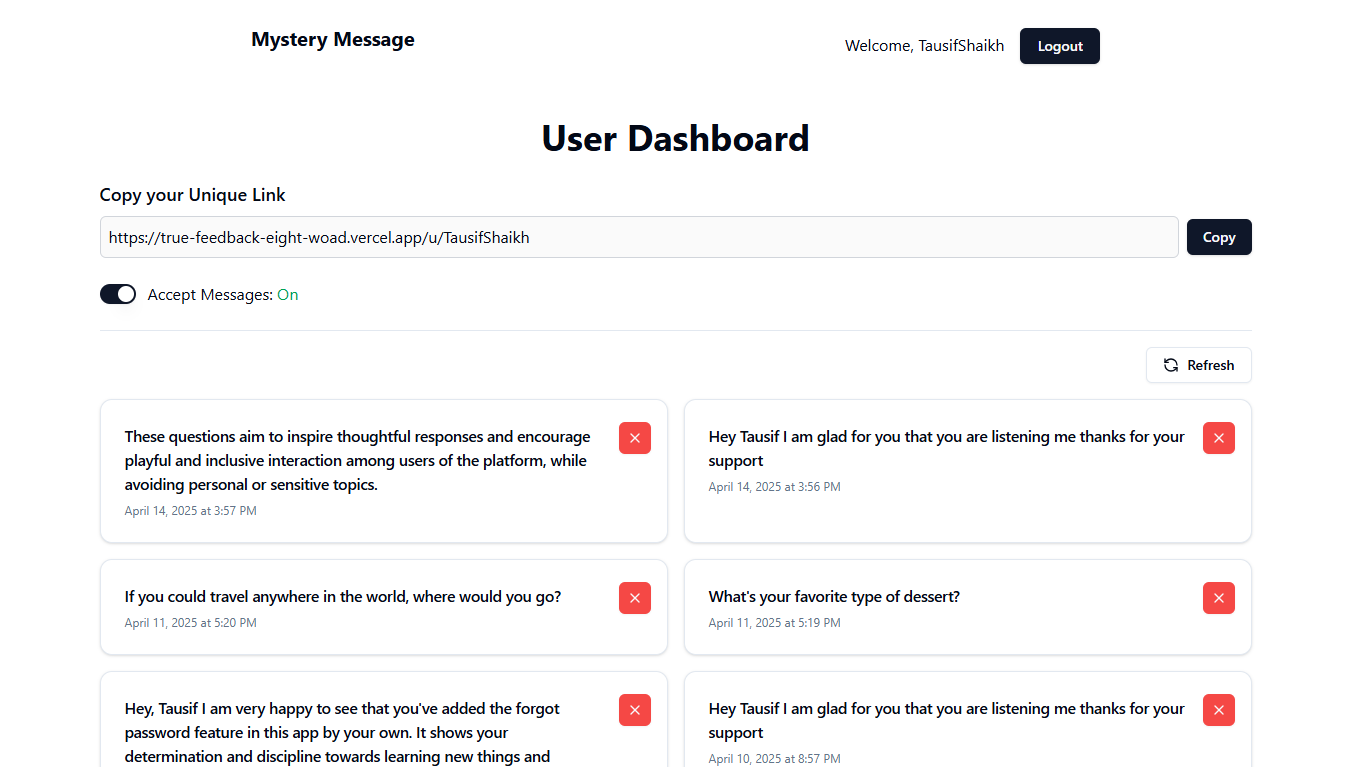 Mystery Message
Welcome, TausifShaikh
Logout
User Dashboard
Copy your Unique Link
https://true-feedback-eight-woad.vercel.app/u/TausifShaikh
Copy
Accept Messages: On
Refresh
These questions aim to inspire thoughtful responses and encourage
playful and inclusive interaction among users of the platform, while
avoiding personal or sensitive topics.
April 14, 2025 at 3:57 PM
Hey Tausif I am glad for you that you are listening me thanks for your
support
April 14, 2025 at 3:56 PM
If you could travel anywhere in the world, where would you go?
April 11, 2025 at 5:20 PM
What's your favorite type of dessert?
April 11, 2025 at 5:19 PM
Hey, Tausif I am very happy to see that you've added the forgot
password feature in this app by your own. It shows your
determination and discipline towards learning new things and
Hey Tausif I am glad for you that you are listening me thanks for your
support
April 10, 2025 at 8:57 PM